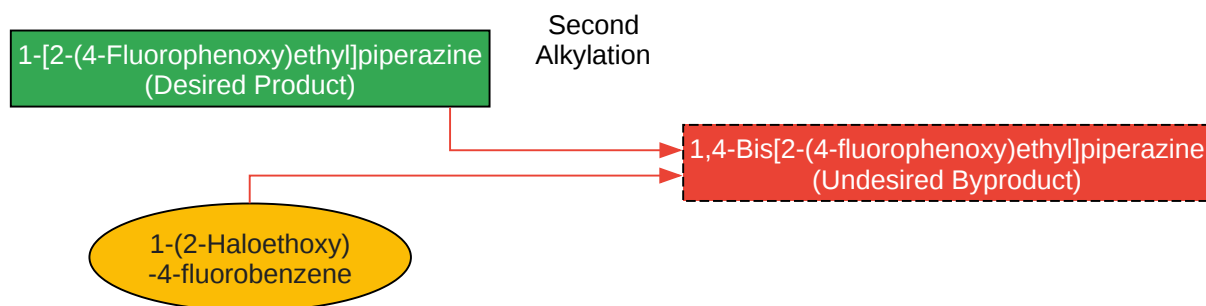 Second
Alkylation
1-[2-(4-Fluorophenoxy)ethyl]piperazine
(Desired Product)
1,4-Bis[2-(4-fluorophenoxy)ethyl]piperazine
(Undesired Byproduct)
1-(2-Haloethoxy)
-4-fluorobenzene